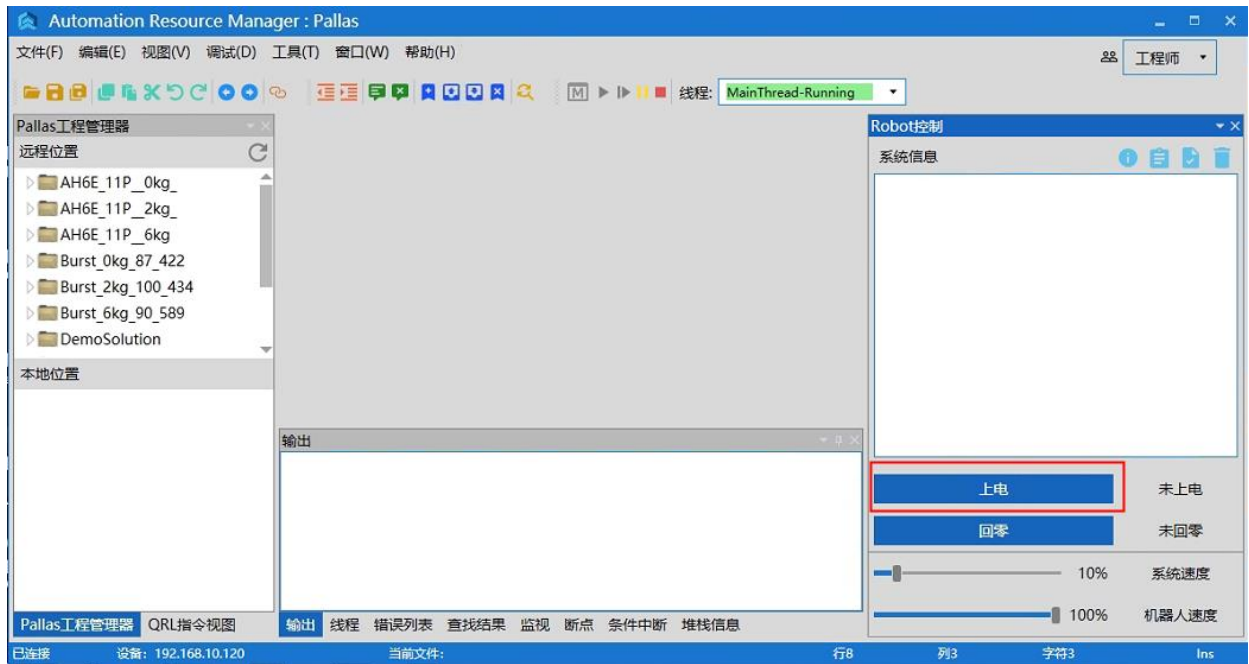 Automation Resource Manager : Pallas
文件(F) 编辑(E) 视图(V) 调试(D) 工具(T) 窗口(W) 帮助(H)
工程师
M 线程: MainThread-Running
Pallas工程管理器
远程位置
AH6E_11P__0kg_
AH6E_11P__2kg_
AH6E_11P__6kg
Burst_0kg_87_422
Burst_2kg_100_434
Burst_6kg_90_589
DemoSolution
本地位置
Pallas工程管理器 QRL指令视图
输出
输出 线程 错误列表 查找结果 监视 断点 条件中断 堆栈信息
Robot控制
系统信息
上电 未上电
回零 未回零
10% 系统速度
100% 机器人速度
已连接 设备: 192.168.10.120 当前文件: 行8 列3 字符3 Ins